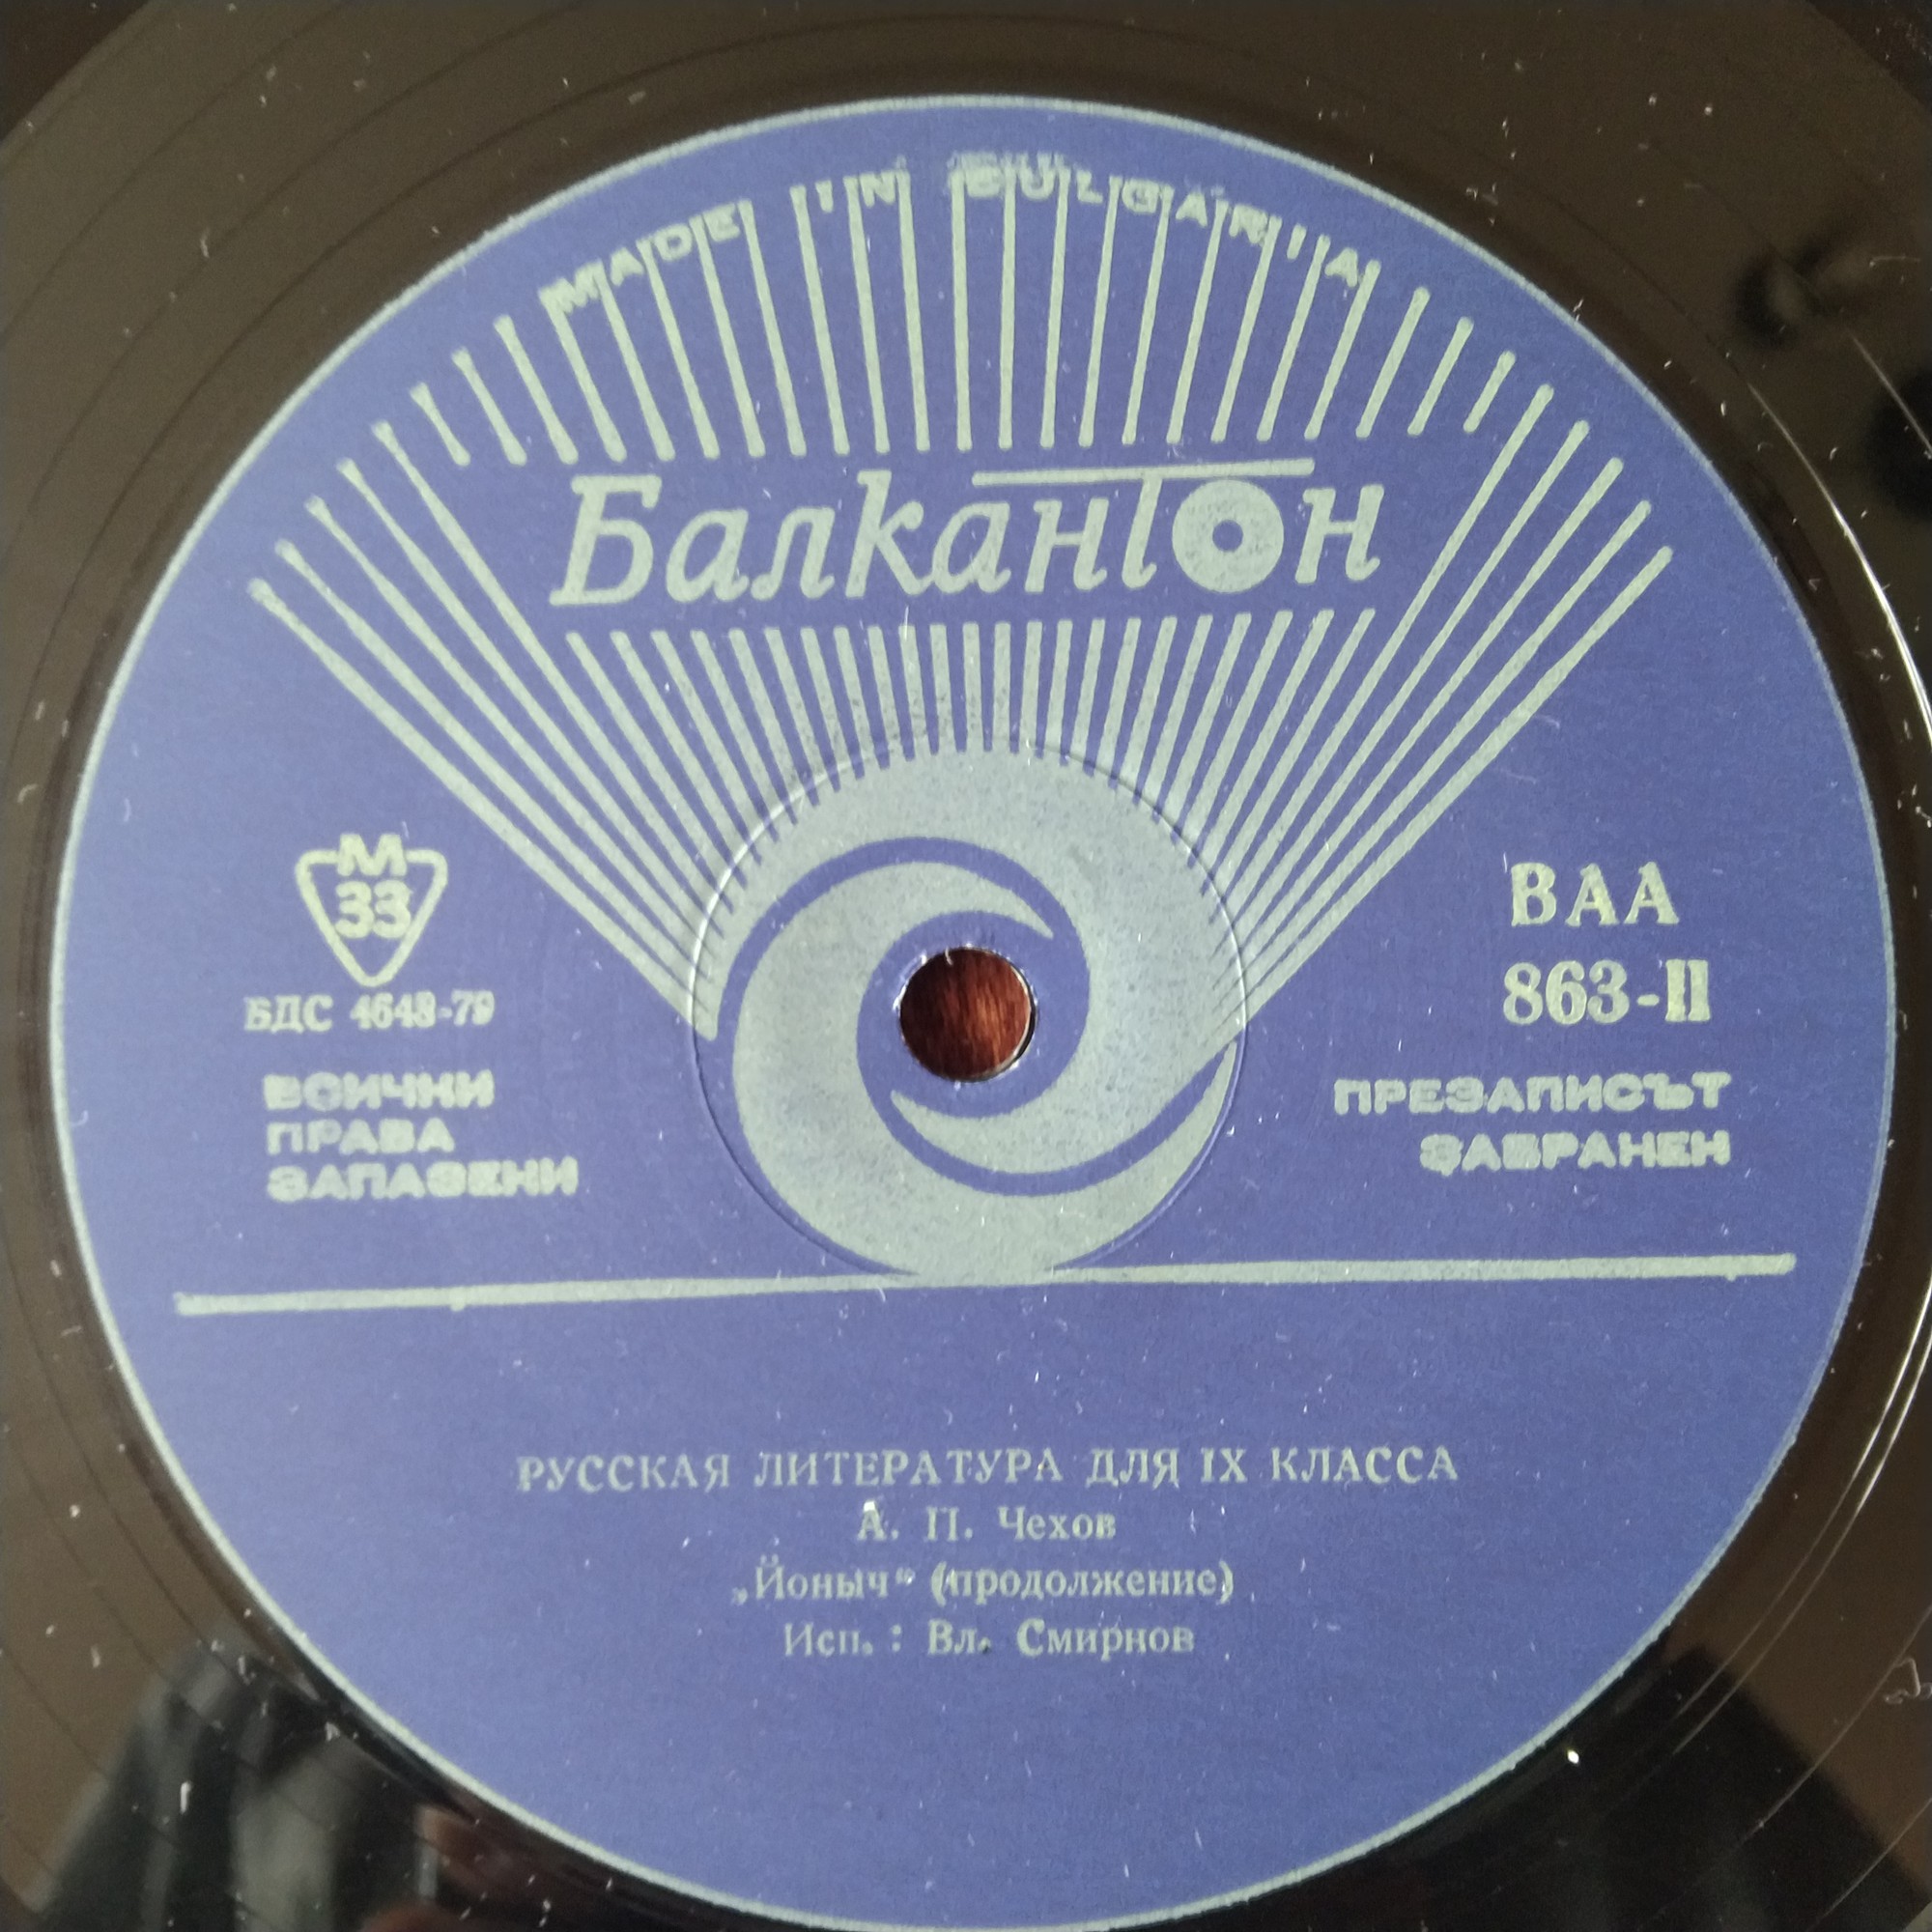 MADE IN BULGARIA
Балкантон
М
33
БДС 4648-79
ВСИЧКИ
ПРАВА
ЗАПАЗЕНИ
ВАА
863-II
ПРЕЗАПИСЪТ
ЗАБРАНЕН
РУССКАЯ ЛИТЕРАТУРА ДЛЯ IX КЛАССА
А. П. Чехов
„Йоныч“ (продолжение)
Исп. : Вл. Смирнов